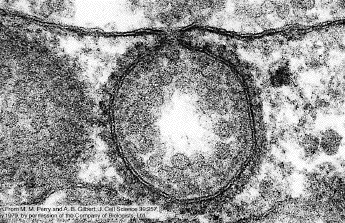 From M. M. Perry and A. B. Gilbert, J. Cell Science 39:257,
1979, by permission of the Company of Biologists, Ltd.